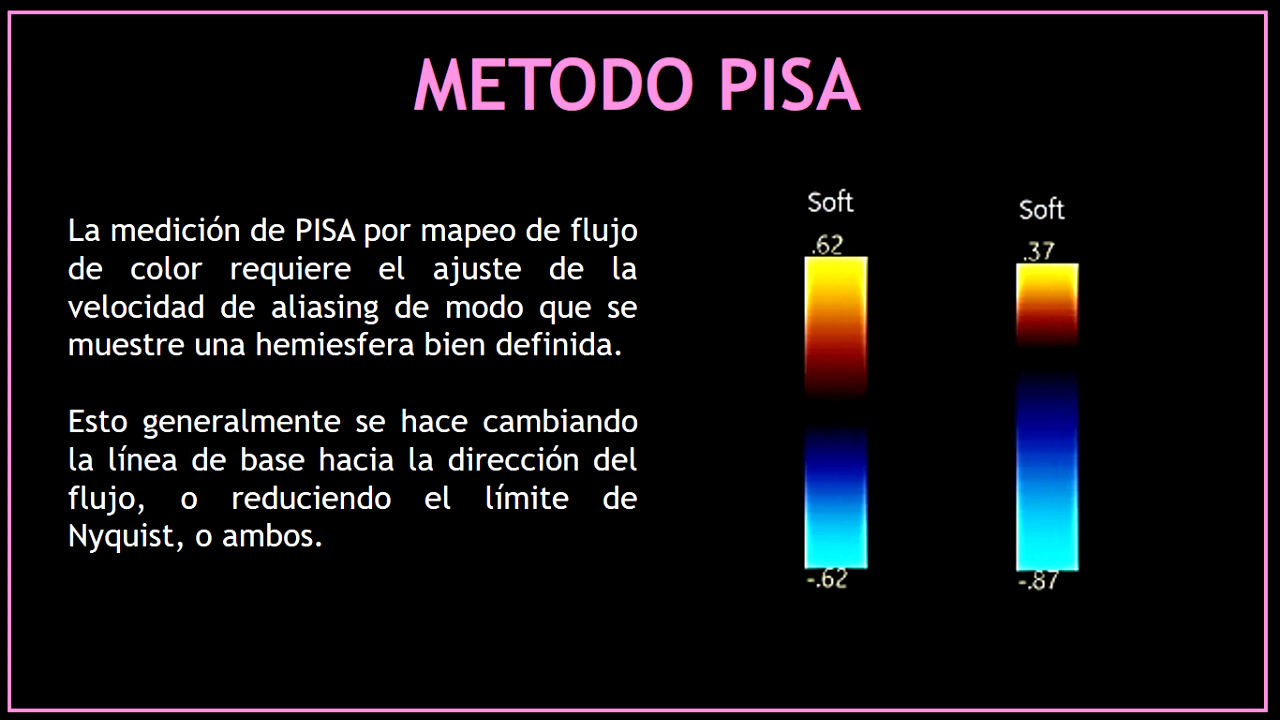 METODO PISA
La medición de PISA por mapeo de flujo
de color requiere el ajuste de la
velocidad de aliasing de modo que se
muestre una hemiesfera bien definida.
Esto generalmente se hace cambiando
la línea de base hacia la dirección del
flujo, o reduciendo el límite de
Nyquist, o ambos.
Soft
.62
-.62
Soft
.37
-.87